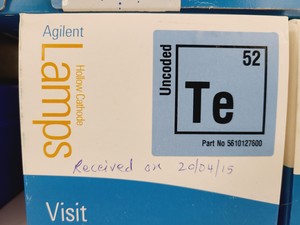 Agilent
Lamps
Hollow Cathode
Uncoded
52
Te
Part No 5610127600
Received on 20/04/15
Visit